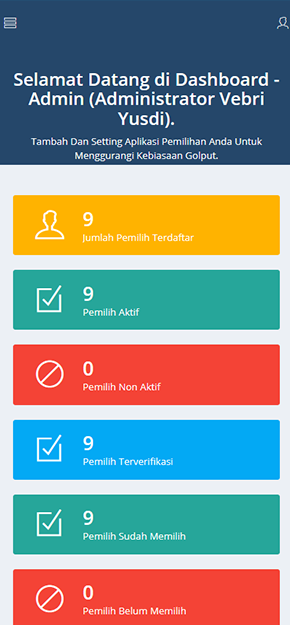 Selamat Datang di Dashboard -
Admin (Administrator Vebri
Yusdi).
Tambah Dan Setting Aplikasi Pemilihan Anda Untuk
Menggurangi Kebiasaan Golput.
9
Jumlah Pemilih Terdaftar
9
Pemilih Aktif
0
Pemilih Non Aktif
9
Pemilih Terverifikasi
9
Pemilih Sudah Memilih
0
Pemilih Belum Memilih